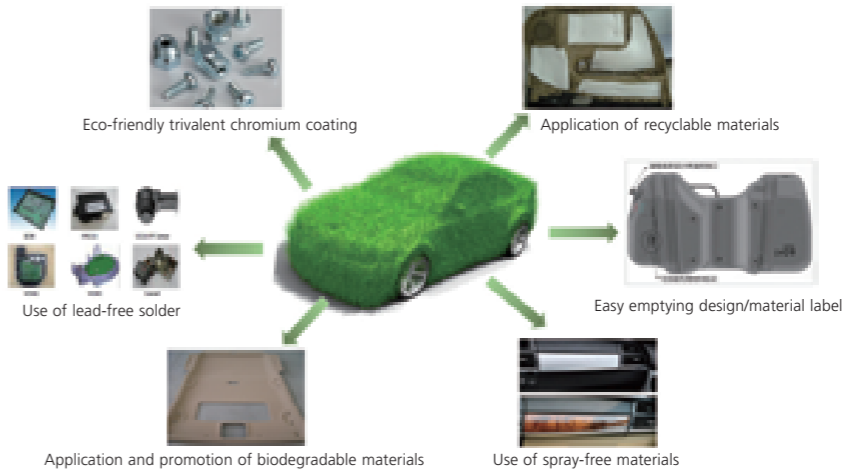 Eco-friendly trivalent chromium coating
Application of recyclable materials
Use of lead-free solder
Easy emptying design/material label
Application and promotion of biodegradable materials
Use of spray-free materials